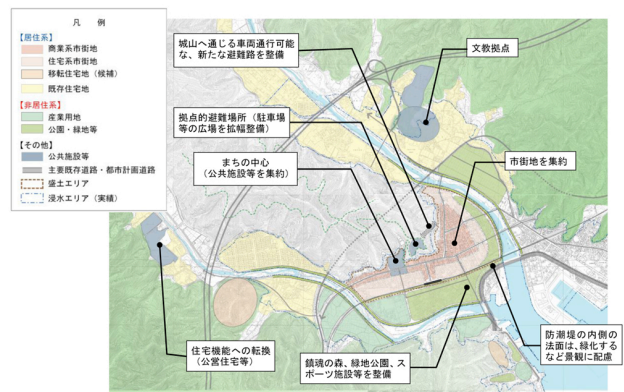 凡 例
【居住系】
商業系市街地
住宅系市街地
移転住宅地（候補）
既存住宅地
【非居住系】
産業用地
公園・緑地等
【その他】
公共施設等
主要既存道路・都市計画道路
盛土エリア
浸水エリア（実績）
城山へ通じる車両通行可能
な、新たな避難路を整備
文教拠点
拠点的避難場所（駐車場
等の広場を拡幅整備）
まちの中心
（公共施設等を集約）
市街地を集約
住宅機能への転換
（公営住宅等）
鎮魂の森、緑地公園、ス
ポーツ施設等を整備
防潮堤の内側の
法面は、緑化する
など景観に配慮